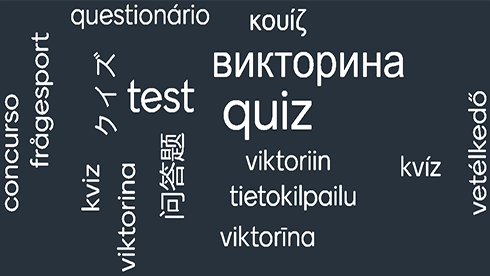 questionário
κουίζ
frågesport
クイズ
викторина
test
quiz
concurso
vetélkedő
问答题
viktoriin
kvíz
kviz
viktorina
tietokilpailu
viktorīna